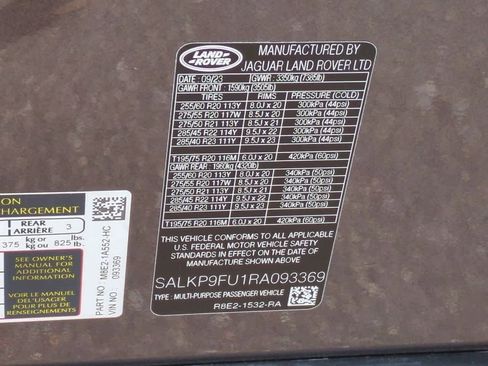 LAND
ROVER
MANUFACTURED BY
JAGUAR LAND ROVER LTD
DATE : 09/23 GVWR : 3350kg (7385lb)
GAWR FRONT : 1590kg (3505lb)
TIRES RIMS PRESSURE (COLD)
255/60 R20 113Y 8.0J x 20 300kPa (44psi)
275/55 R20 117W 8.5J x 20 300kPa (44psi)
275/50 R21 113Y 8.5J x 21 300kPa (44psi)
285/45 R22 114Y 9.5J x 22 300kPa (44psi)
285/40 R23 111Y 9.5J x 23 300kPa (44psi)
T195/75 R20 116M 6.0J x 20 420kPa (60psi)
GAWR REAR 1960kg (4320lb)
255/60 R20 113Y 8.0J x 20 340kPa (50psi)
275/55 R20 117W 8.5J x 20 340kPa (50psi)
275/50 R21 113Y 8.5J x 21 340kPa (50psi)
285/45 R22 114Y 9.5J x 22 340kPa (50psi)
285/40 R23 111Y 9.5J x 23 340kPa (50psi)
T195/75 R20 116M 6.0J x 20 420kPa (60psi)
THIS VEHICLE CONFORMS TO ALL APPLICABLE
U.S. FEDERAL MOTOR VEHICLE SAFETY
STANDARDS IN EFFECT ON THE DATE OF
MANUFACTURE SHOWN ABOVE
SALKP9FU1RA093369
TYPE : MULTI-PURPOSE PASSENGER VEHICLE
R8E2-1532-RA
ION
CHARGEMENT
REAR
ARRIÈRE 3
375 kg or kg ou 825 lbs. lb.
SEE OWNER'S
MANUAL FOR
ADDITIONAL
INFORMATION
VOIR LE MANUEL
DE L'USAGER
POUR PLUS DE
RENSEIGNEMENTS
PART NO : M8E2-1A552-HC
VIN NO : 093369